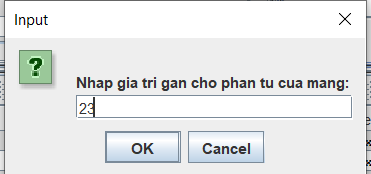 Input
?
Nhap gia tri gan cho phan tu cua mang:
23
OK
Cancel